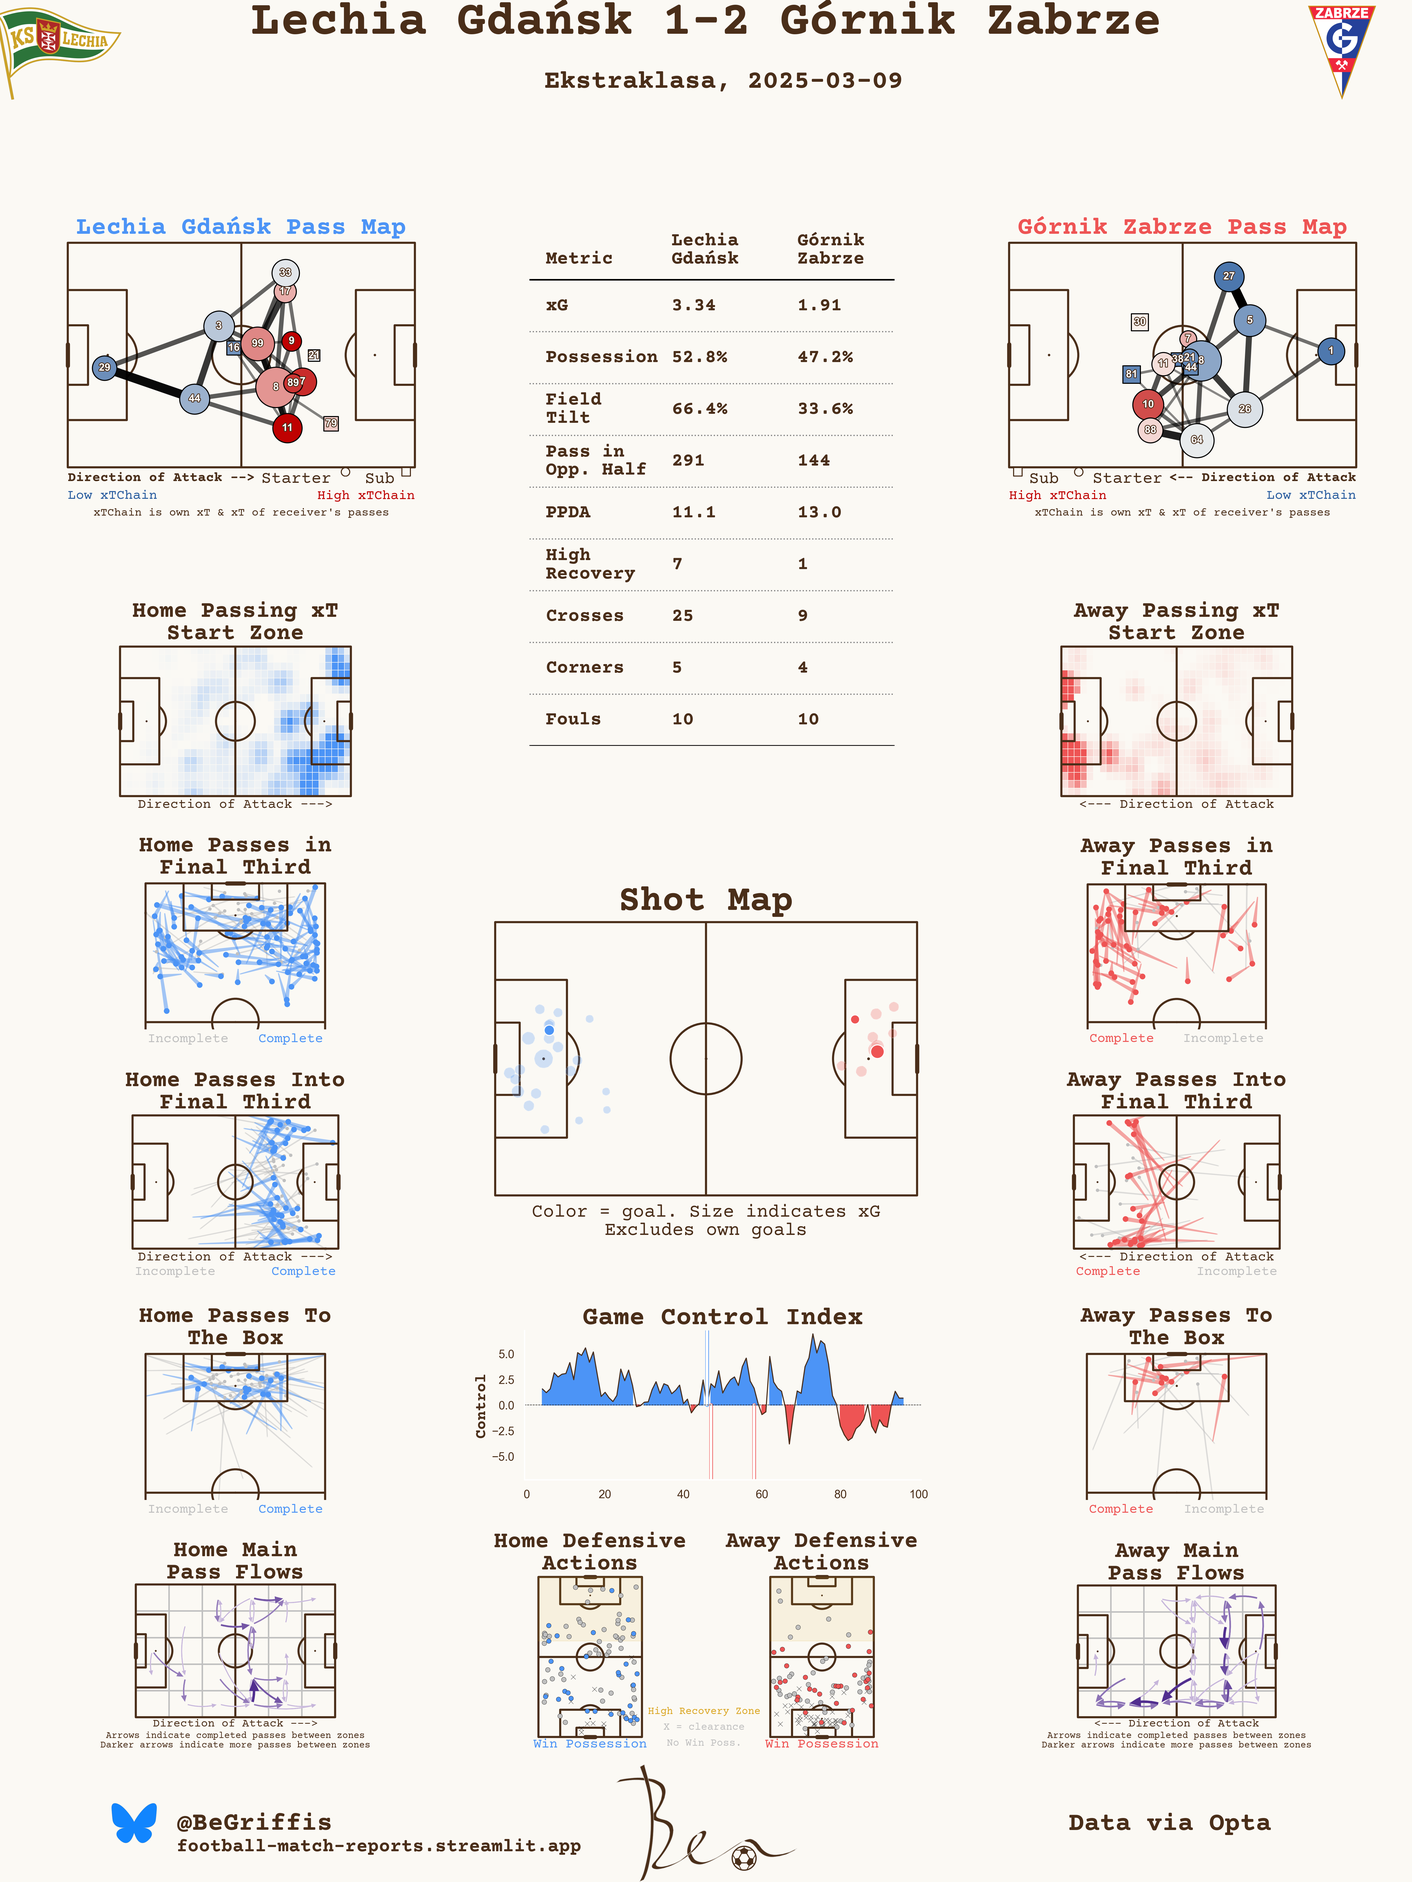 Lechia Gdańsk 1-2 Górnik Zabrze
Ekstraklasa, 2025-03-09
KS LECHIA
ZABRZE
G
Lechia Gdańsk Pass Map
33
17
3
16
99
9
21
29
8
89
7
44
79
11
Direction of Attack --> Starter Sub
Low xTChain High xTChain
xTChain is own xT & xT of receiver's passes
Metric Lechia Gdańsk Górnik Zabrze
xG 3.34 1.91
Possession 52.8% 47.2%
Field Tilt 66.4% 33.6%
Pass in Opp. Half 291 144
PPDA 11.1 13.0
High Recovery 7 1
Crosses 25 9
Corners 5 4
Fouls 10 10
Górnik Zabrze Pass Map
27
30
5
7
1
38
21
8
11
44
81
10
26
88
64
Sub Starter <-- Direction of Attack
High xTChain Low xTChain
xTChain is own xT & xT of receiver's passes
Home Passing xT
Start Zone
Direction of Attack --->
Away Passing xT
Start Zone
<--- Direction of Attack
Home Passes in
Final Third
Incomplete Complete
Shot Map
Color = goal. Size indicates xG
Excludes own goals
Away Passes in
Final Third
Complete Incomplete
Home Passes Into
Final Third
Direction of Attack --->
Incomplete Complete
Away Passes Into
Final Third
<--- Direction of Attack
Complete Incomplete
Home Passes To
The Box
Incomplete Complete
Game Control Index
Control
5.0
2.5
0.0
−2.5
−5.0
0 20 40 60 80 100
Away Passes To
The Box
Complete Incomplete
Home Main
Pass Flows
Direction of Attack --->
Arrows indicate completed passes between zones
Darker arrows indicate more passes between zones
Home Defensive
Actions
Win Possession
High Recovery Zone
X = clearance
No Win Poss.
Away Defensive
Actions
Win Possession
Away Main
Pass Flows
<--- Direction of Attack
Arrows indicate completed passes between zones
Darker arrows indicate more passes between zones
@BeGriffis
football-match-reports.streamlit.app
Ben
Data via Opta